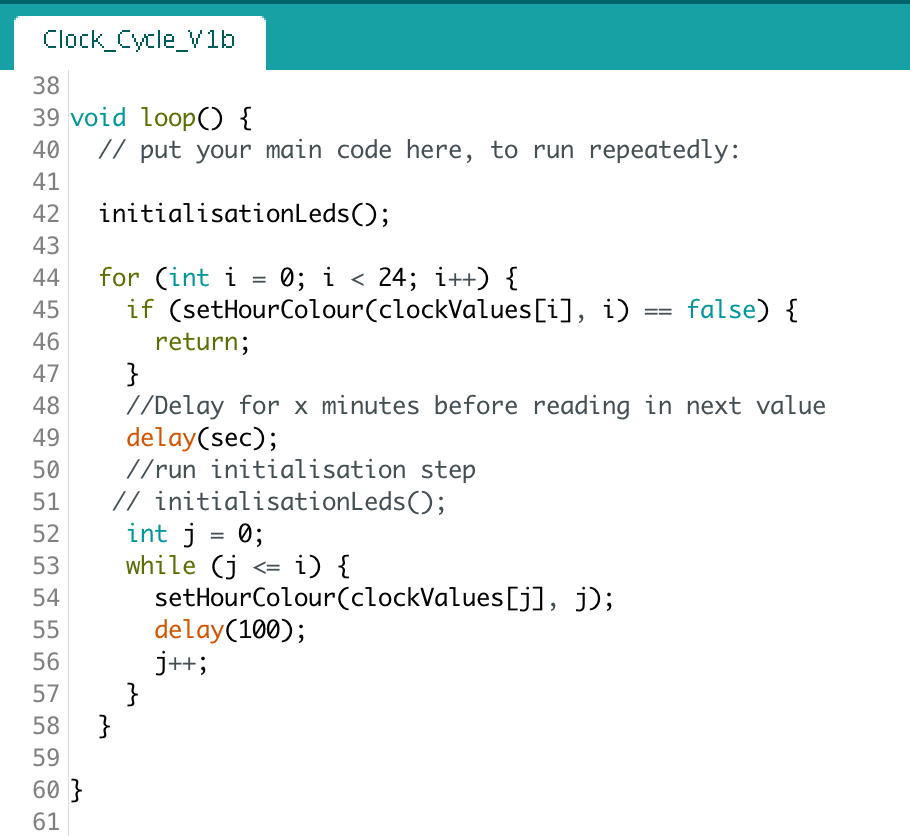 Clock_Cycle_V1b
38
39 void loop() {
40 // put your main code here, to run repeatedly:
41
42 initialisationLeds();
43
44 for (int i = 0; i < 24; i++) {
45 if (setHourColour(clockValues[i], i) == false) {
46 return;
47 }
48 //Delay for x minutes before reading in next value
49 delay(sec);
50 //run initialisation step
51 // initialisationLeds();
52 int j = 0;
53 while (j <= i) {
54 setHourColour(clockValues[j], j);
55 delay(100);
56 j++;
57 }
58 }
59
60 }
61